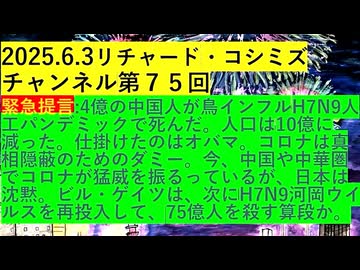 2025.6.3リチャード・コシミズ
チャンネル第75回
緊急提言:4億の中国人が鳥インフルH7N9人
工パンデミックで死んだ。人口は10億に
減った。仕掛けたのはオバマ。コロナは真
相隠蔽のためのダミー。今、中国や中華圏
でコロナが猛威を振るっているが、日本は
沈黙。ビル・ゲイツは、次にH7N9河岡ウイ
ルスを再投入して、75億人を殺す算段か。